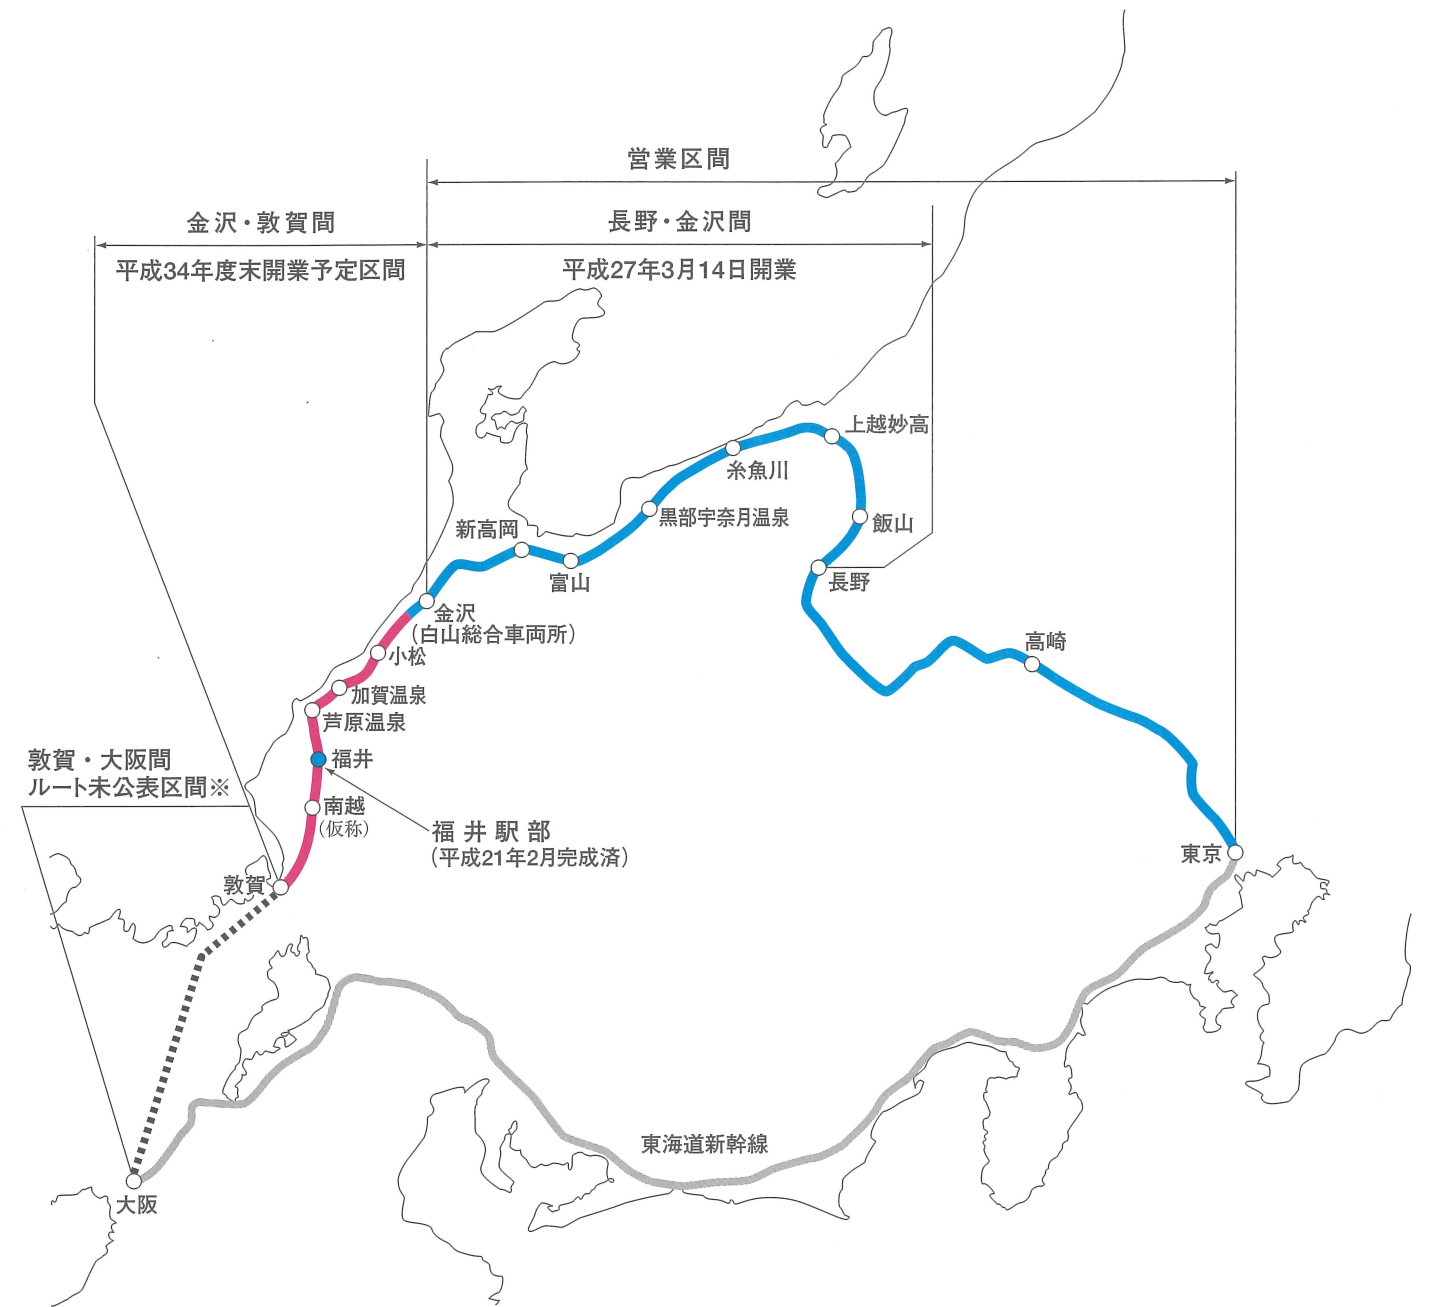 営業区間
金沢・敦賀間
長野・金沢間
平成34年度末開業予定区間
平成27年3月14日開業
上越妙高
糸魚川
黒部宇奈月温泉
飯山
新高岡
富山
長野
金沢
(白山総合車両所)
高崎
小松
加賀温泉
芦原温泉
福井
敦賀・大阪間
ルート未公表区間※
南越
(仮称)
福井駅部
(平成21年2月完成済)
東京
敦賀
東海道新幹線
大阪